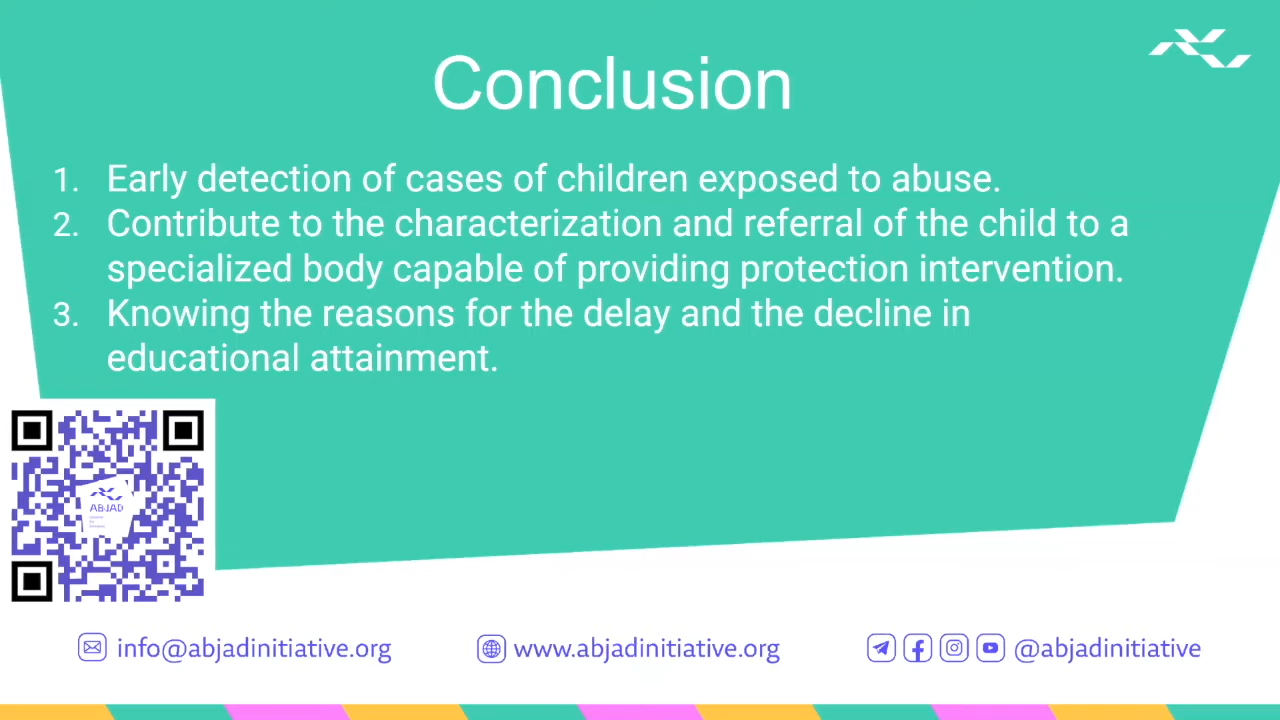 Conclusion
1. Early detection of cases of children exposed to abuse.
2. Contribute to the characterization and referral of the child to a
specialized body capable of providing protection intervention.
3. Knowing the reasons for the delay and the decline in
educational attainment.
ABJAD
info@abjadinitiative.org
www.abjadinitiative.org
@abjadinitiative